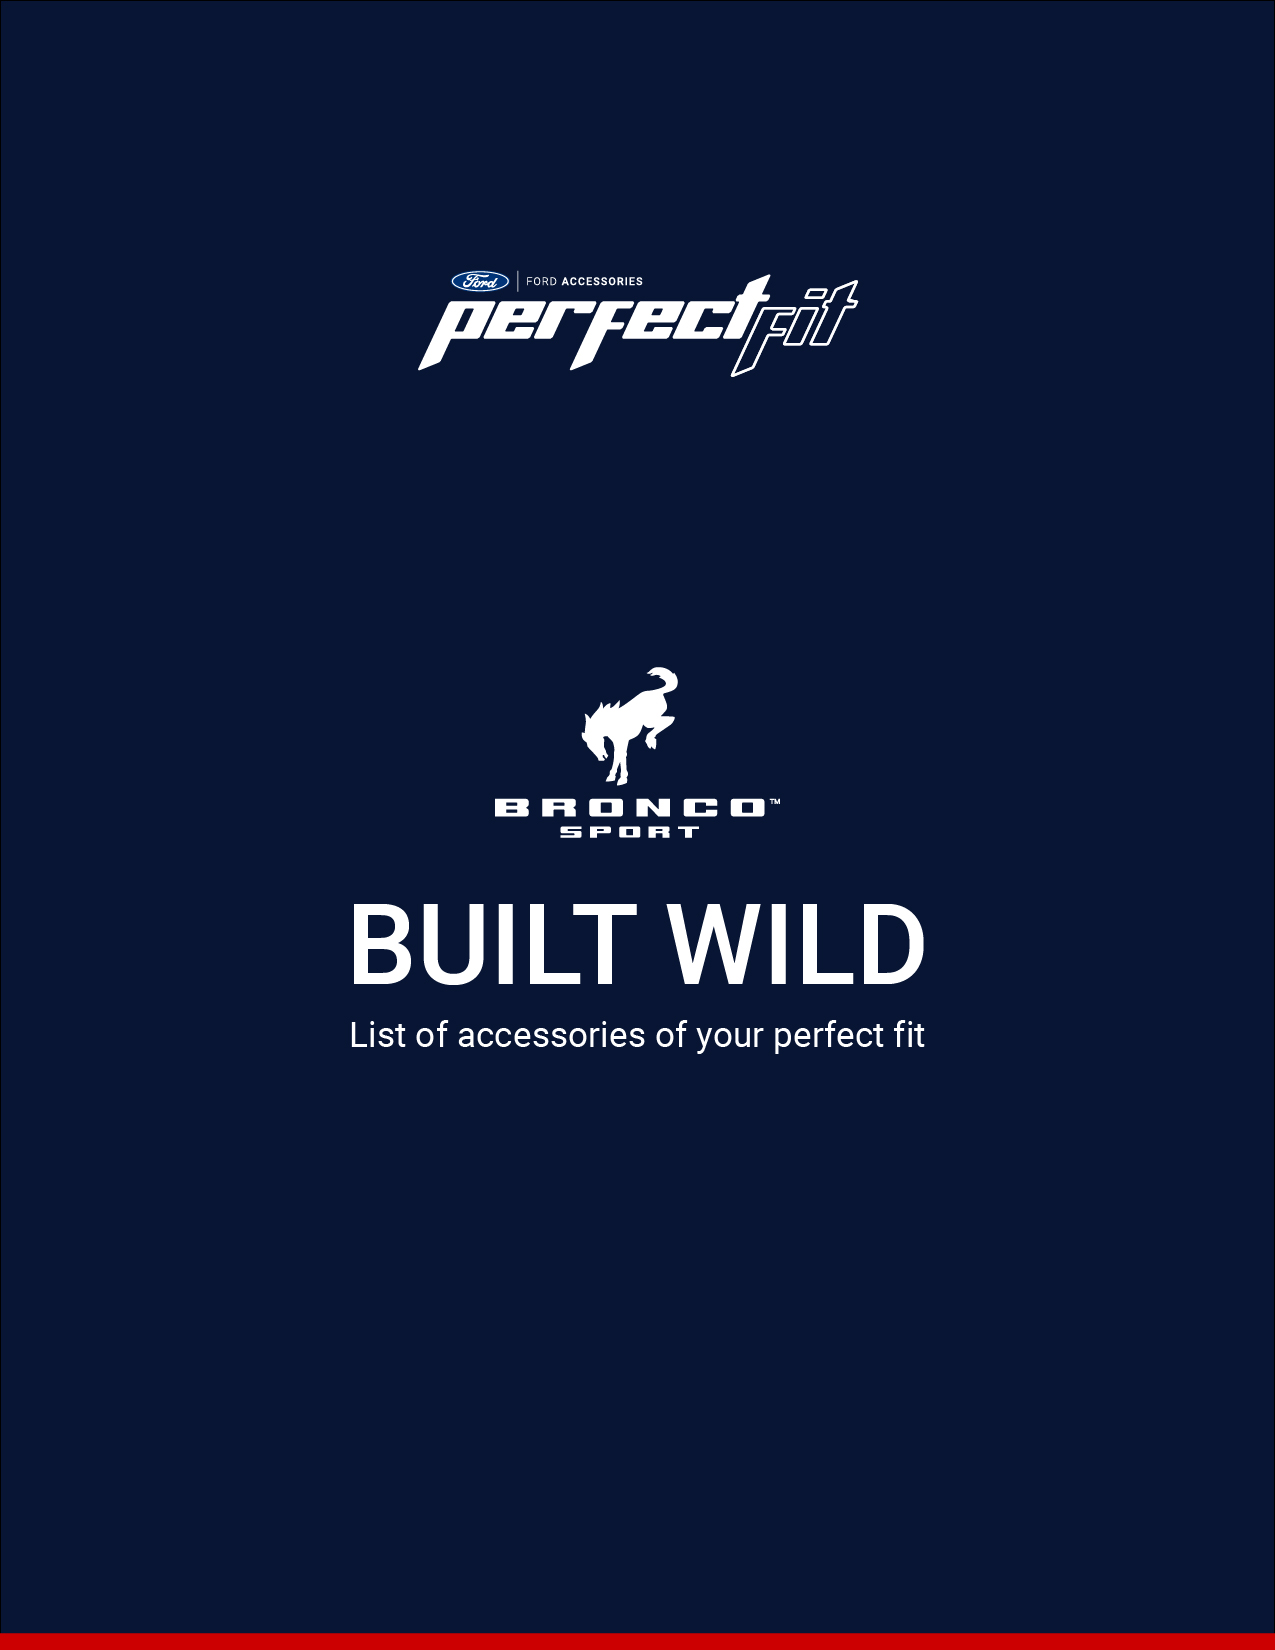 Ford
FORD ACCESSORIES
perfect fit
BRONCO™
SPORT
BUILT WILD
List of accessories of your perfect fit